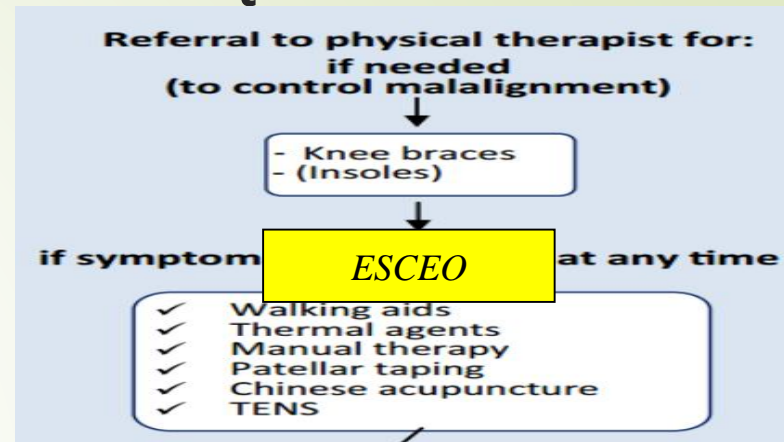 Referral to physical therapist for:
if needed
(to control malalignment)
- Knee braces
- (Insoles)
if symptom ESCEO at any time
✓ Walking aids
✓ Thermal agents
✓ Manual therapy
✓ Patellar taping
✓ Chinese acupuncture
✓ TENS